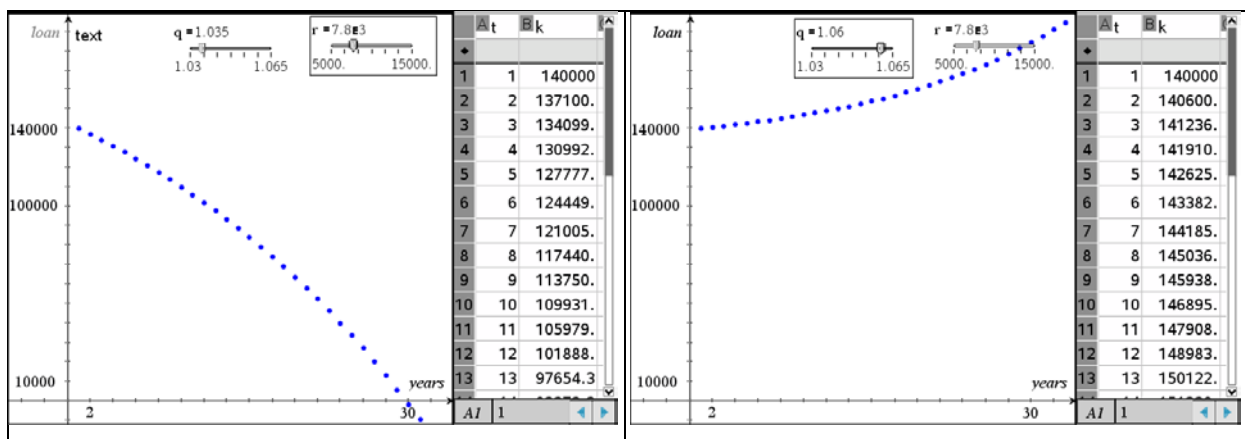 loan text q = 1.035 r = 7.8ᴇ3 A t B k
1.03 1.065 5000. 15000.
1 1 140000
2 2 137100.
140000 3 3 134099.
4 4 130992.
5 5 127777.
100000 6 6 124449.
7 7 121005.
8 8 117440.
9 9 113750.
10 10 109931.
11 11 105979.
12 12 101888.
10000 years 13 13 97654.3
2 30 A1 1
loan q = 1.06 r = 7.8ᴇ3 A t B k
1.03 1.065 5000. 15000.
1 1 140000
2 2 140600.
140000 3 3 141236.
4 4 141910.
5 5 142625.
100000 6 6 143382.
7 7 144185.
8 8 145036.
9 9 145938.
10 10 146895.
11 11 147908.
12 12 148983.
10000 years 13 13 150122.
2 30 A1 1